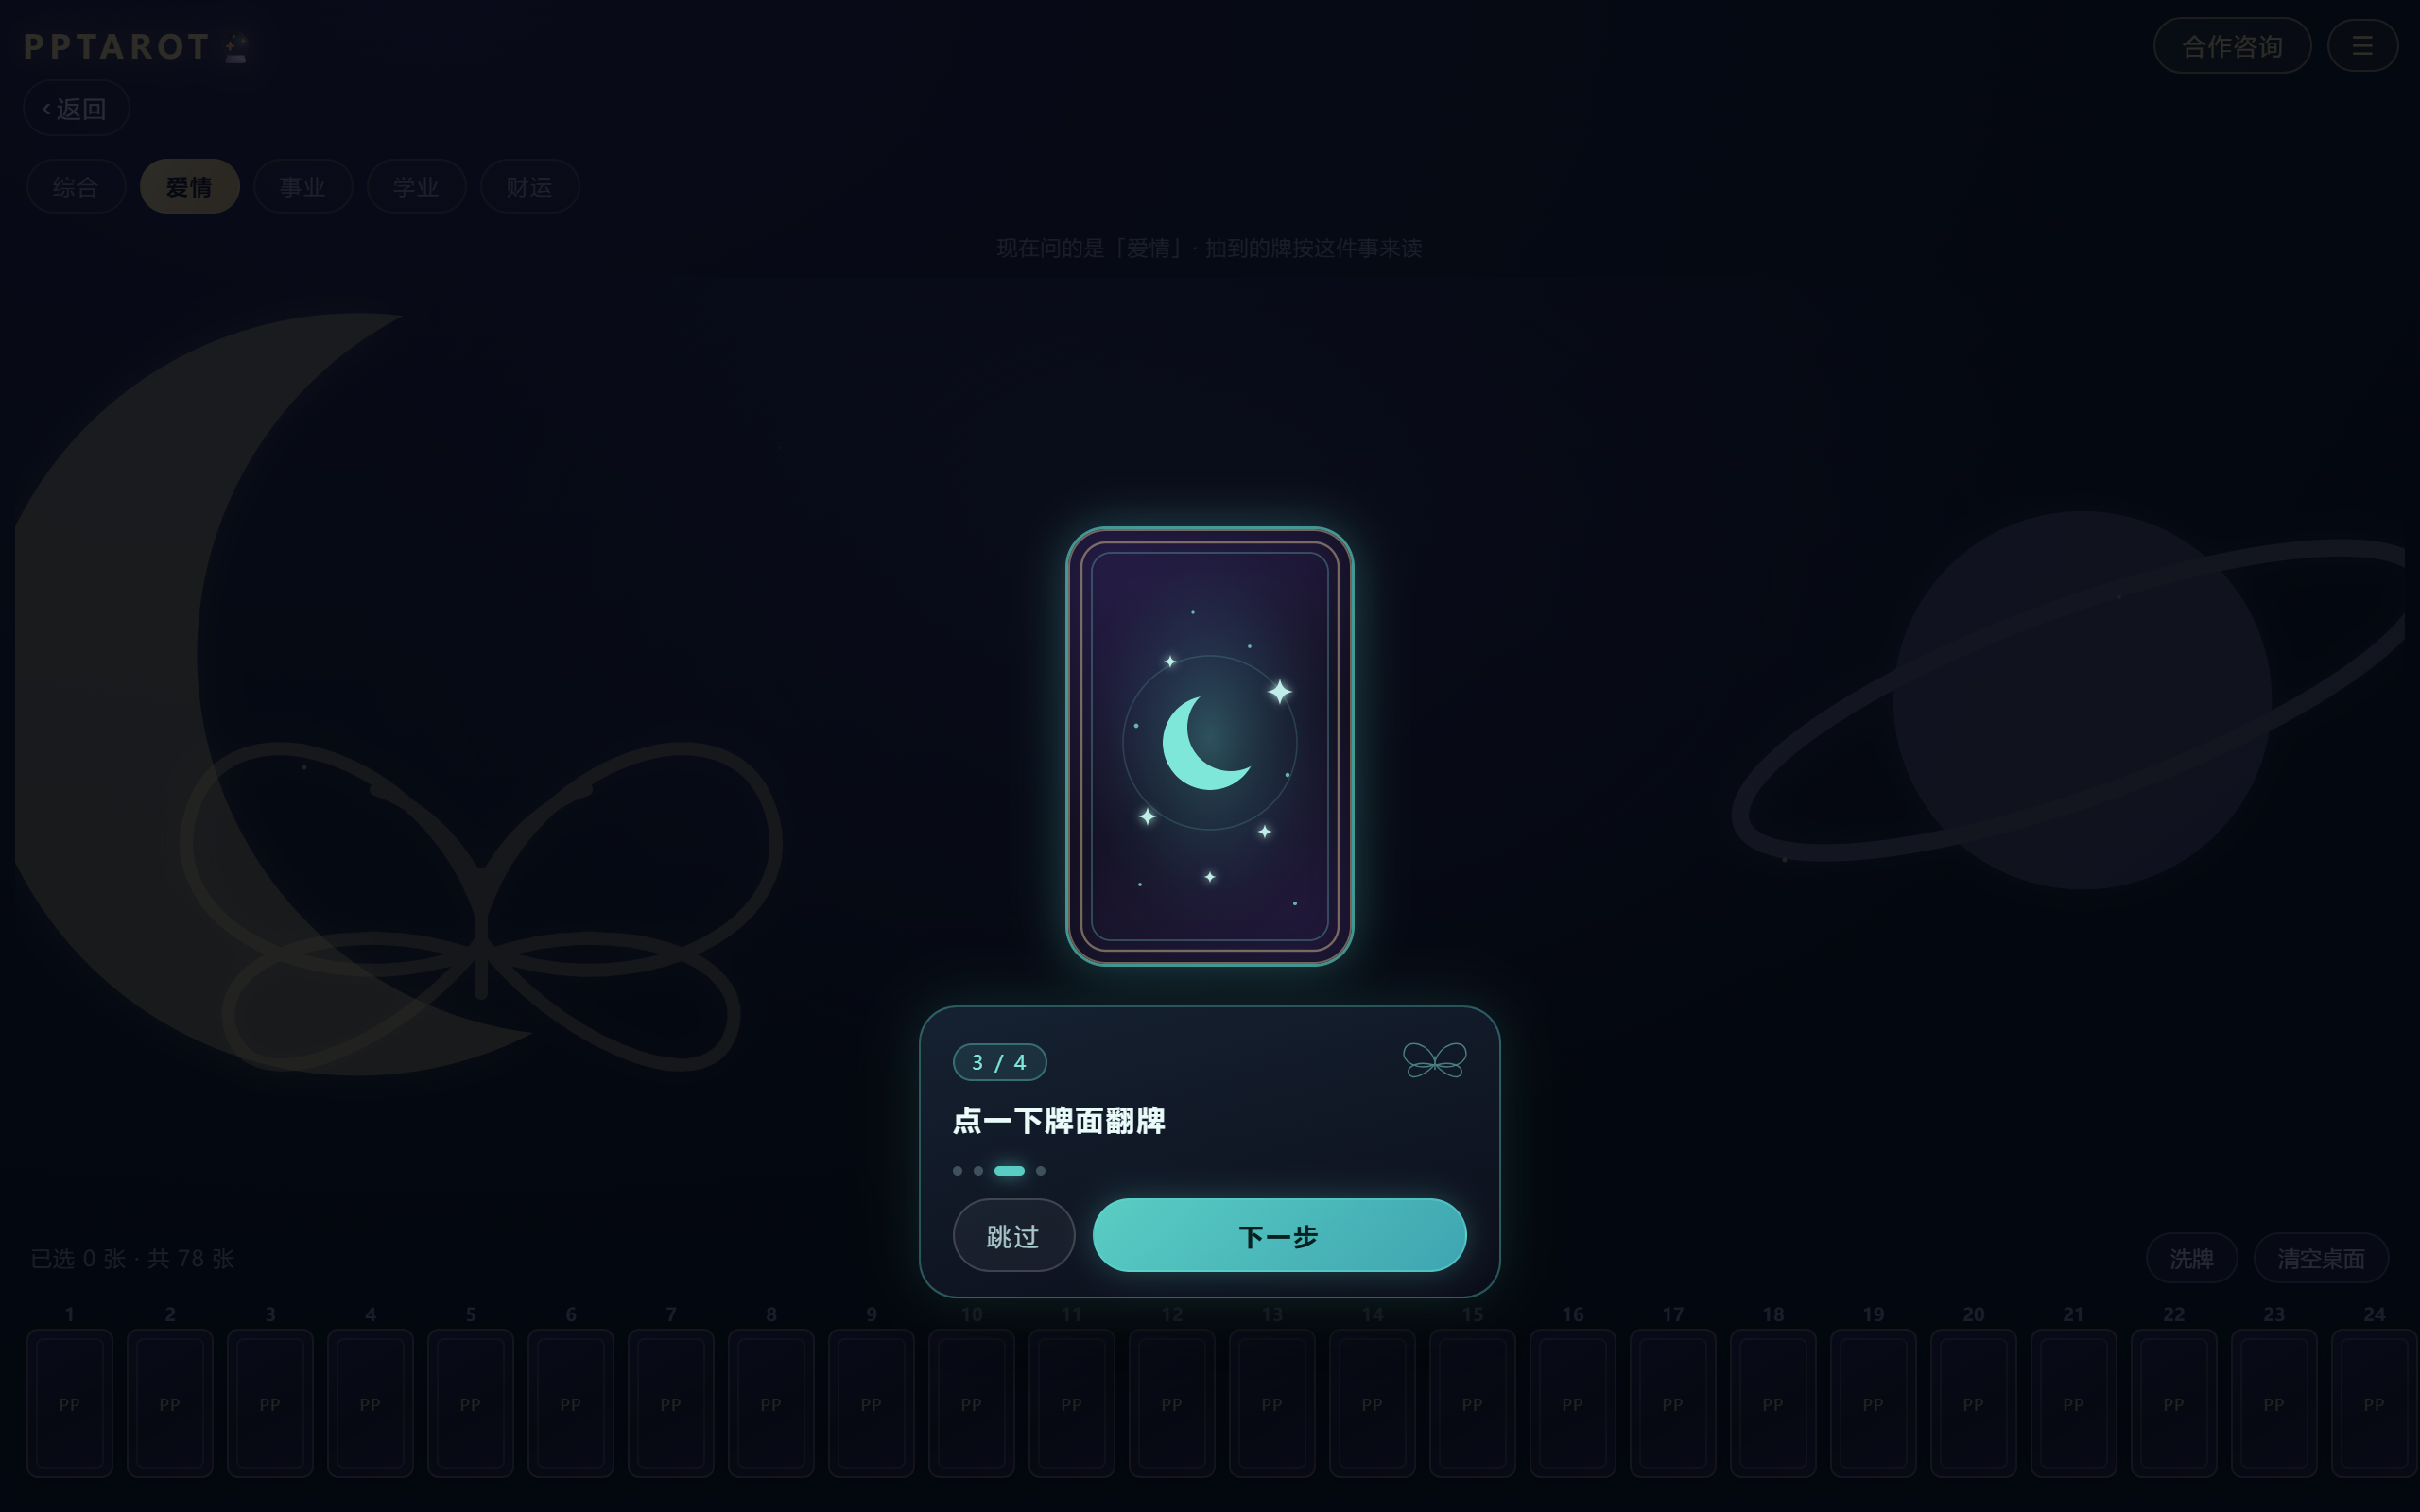 PPTAROT
合作咨询
☰
‹ 返回
综合 爱情 事业 学业 财运
现在问的是「爱情」· 抽到的牌按这件事来读
3 / 4
点一下牌面翻牌
跳过 下一步
已选 0 张 · 共 78 张
洗牌 清空桌面
1 2 3 4 5 6 7 8 9 10 11 12 13 14 15 16 17 18 19 20 21 22 23 24
PP PP PP PP PP PP PP PP PP PP PP PP PP PP PP PP PP PP PP PP PP PP PP PP